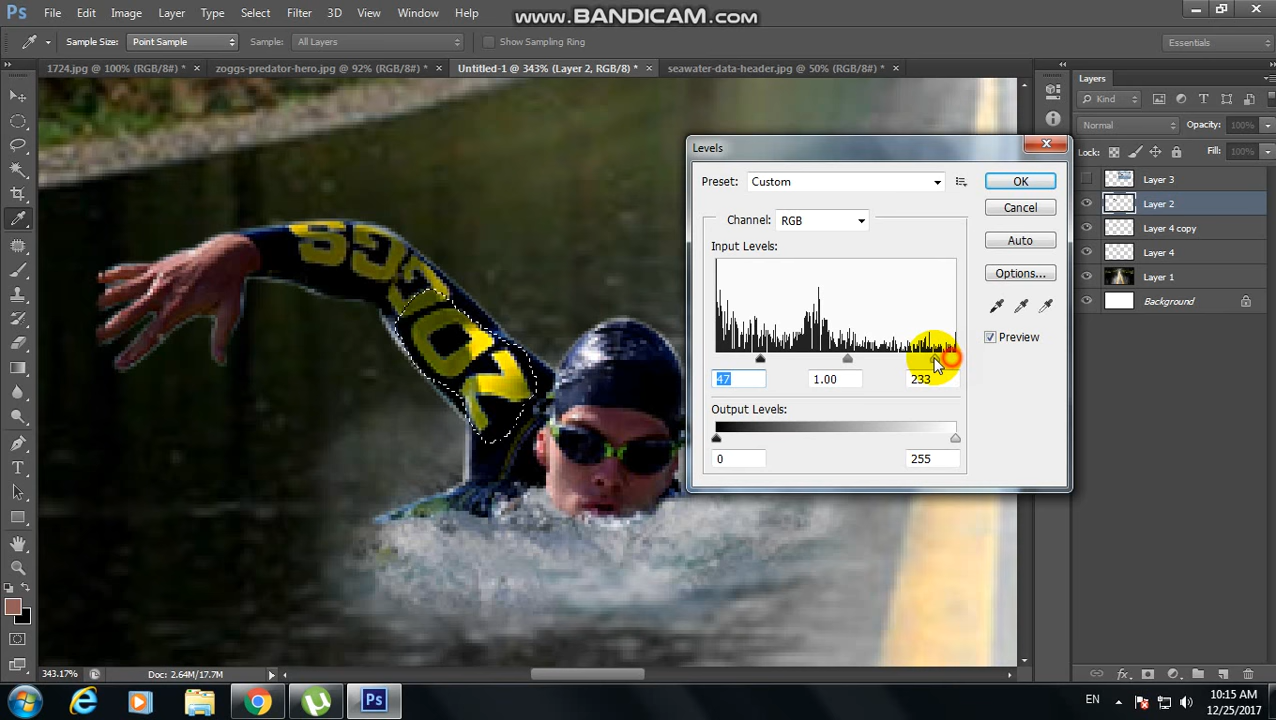 Ps File Edit Image Layer Type Select Filter 3D View Window Help
WWW.BANDICAM.COM
Sample Size: Point Sample Sample: All Layers Show Sampling Ring Essentials
1724.jpg @ 100% (RGB/8#) * × zoggs-predator-hero.jpg @ 92% (RGB/8#) * × Untitled-1 @ 343% (Layer 2, RGB/8) * × seawater-data-header.jpg @ 50% (RGB/8#) * ×
Layers
Kind
Normal Opacity: 100%
Lock: Fill: 100%
Layer 3
Layer 2
Layer 4 copy
Layer 4
Layer 1
Background
Levels
Preset: Custom OK
Channel: RGB Cancel
Input Levels: Auto
Options...
Preview
47 1.00 233
Output Levels:
0 255
ZOGGS
343.17% Doc: 2.64M/17.7M
Ps EN 10:15 AM
12/25/2017